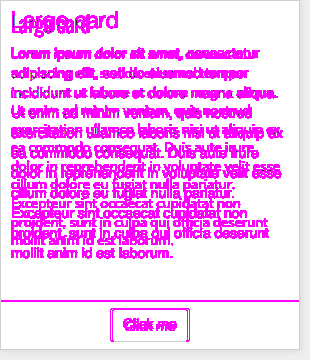 Large card
Lorem ipsum dolor sit amet, consectetur
adipiscing elit, sed do eiusmod tempor
incididunt ut labore et dolore magna aliqua.
Ut enim ad minim veniam, quis nostrud
exercitation ullamco laboris nisi ut aliquip ex
ea commodo consequat. Duis aute irure
dolor in reprehenderit in voluptate velit esse
cillum dolore eu fugiat nulla pariatur.
Excepteur sint occaecat cupidatat non
proident, sunt in culpa qui officia deserunt
mollit anim id est laborum.
Click me